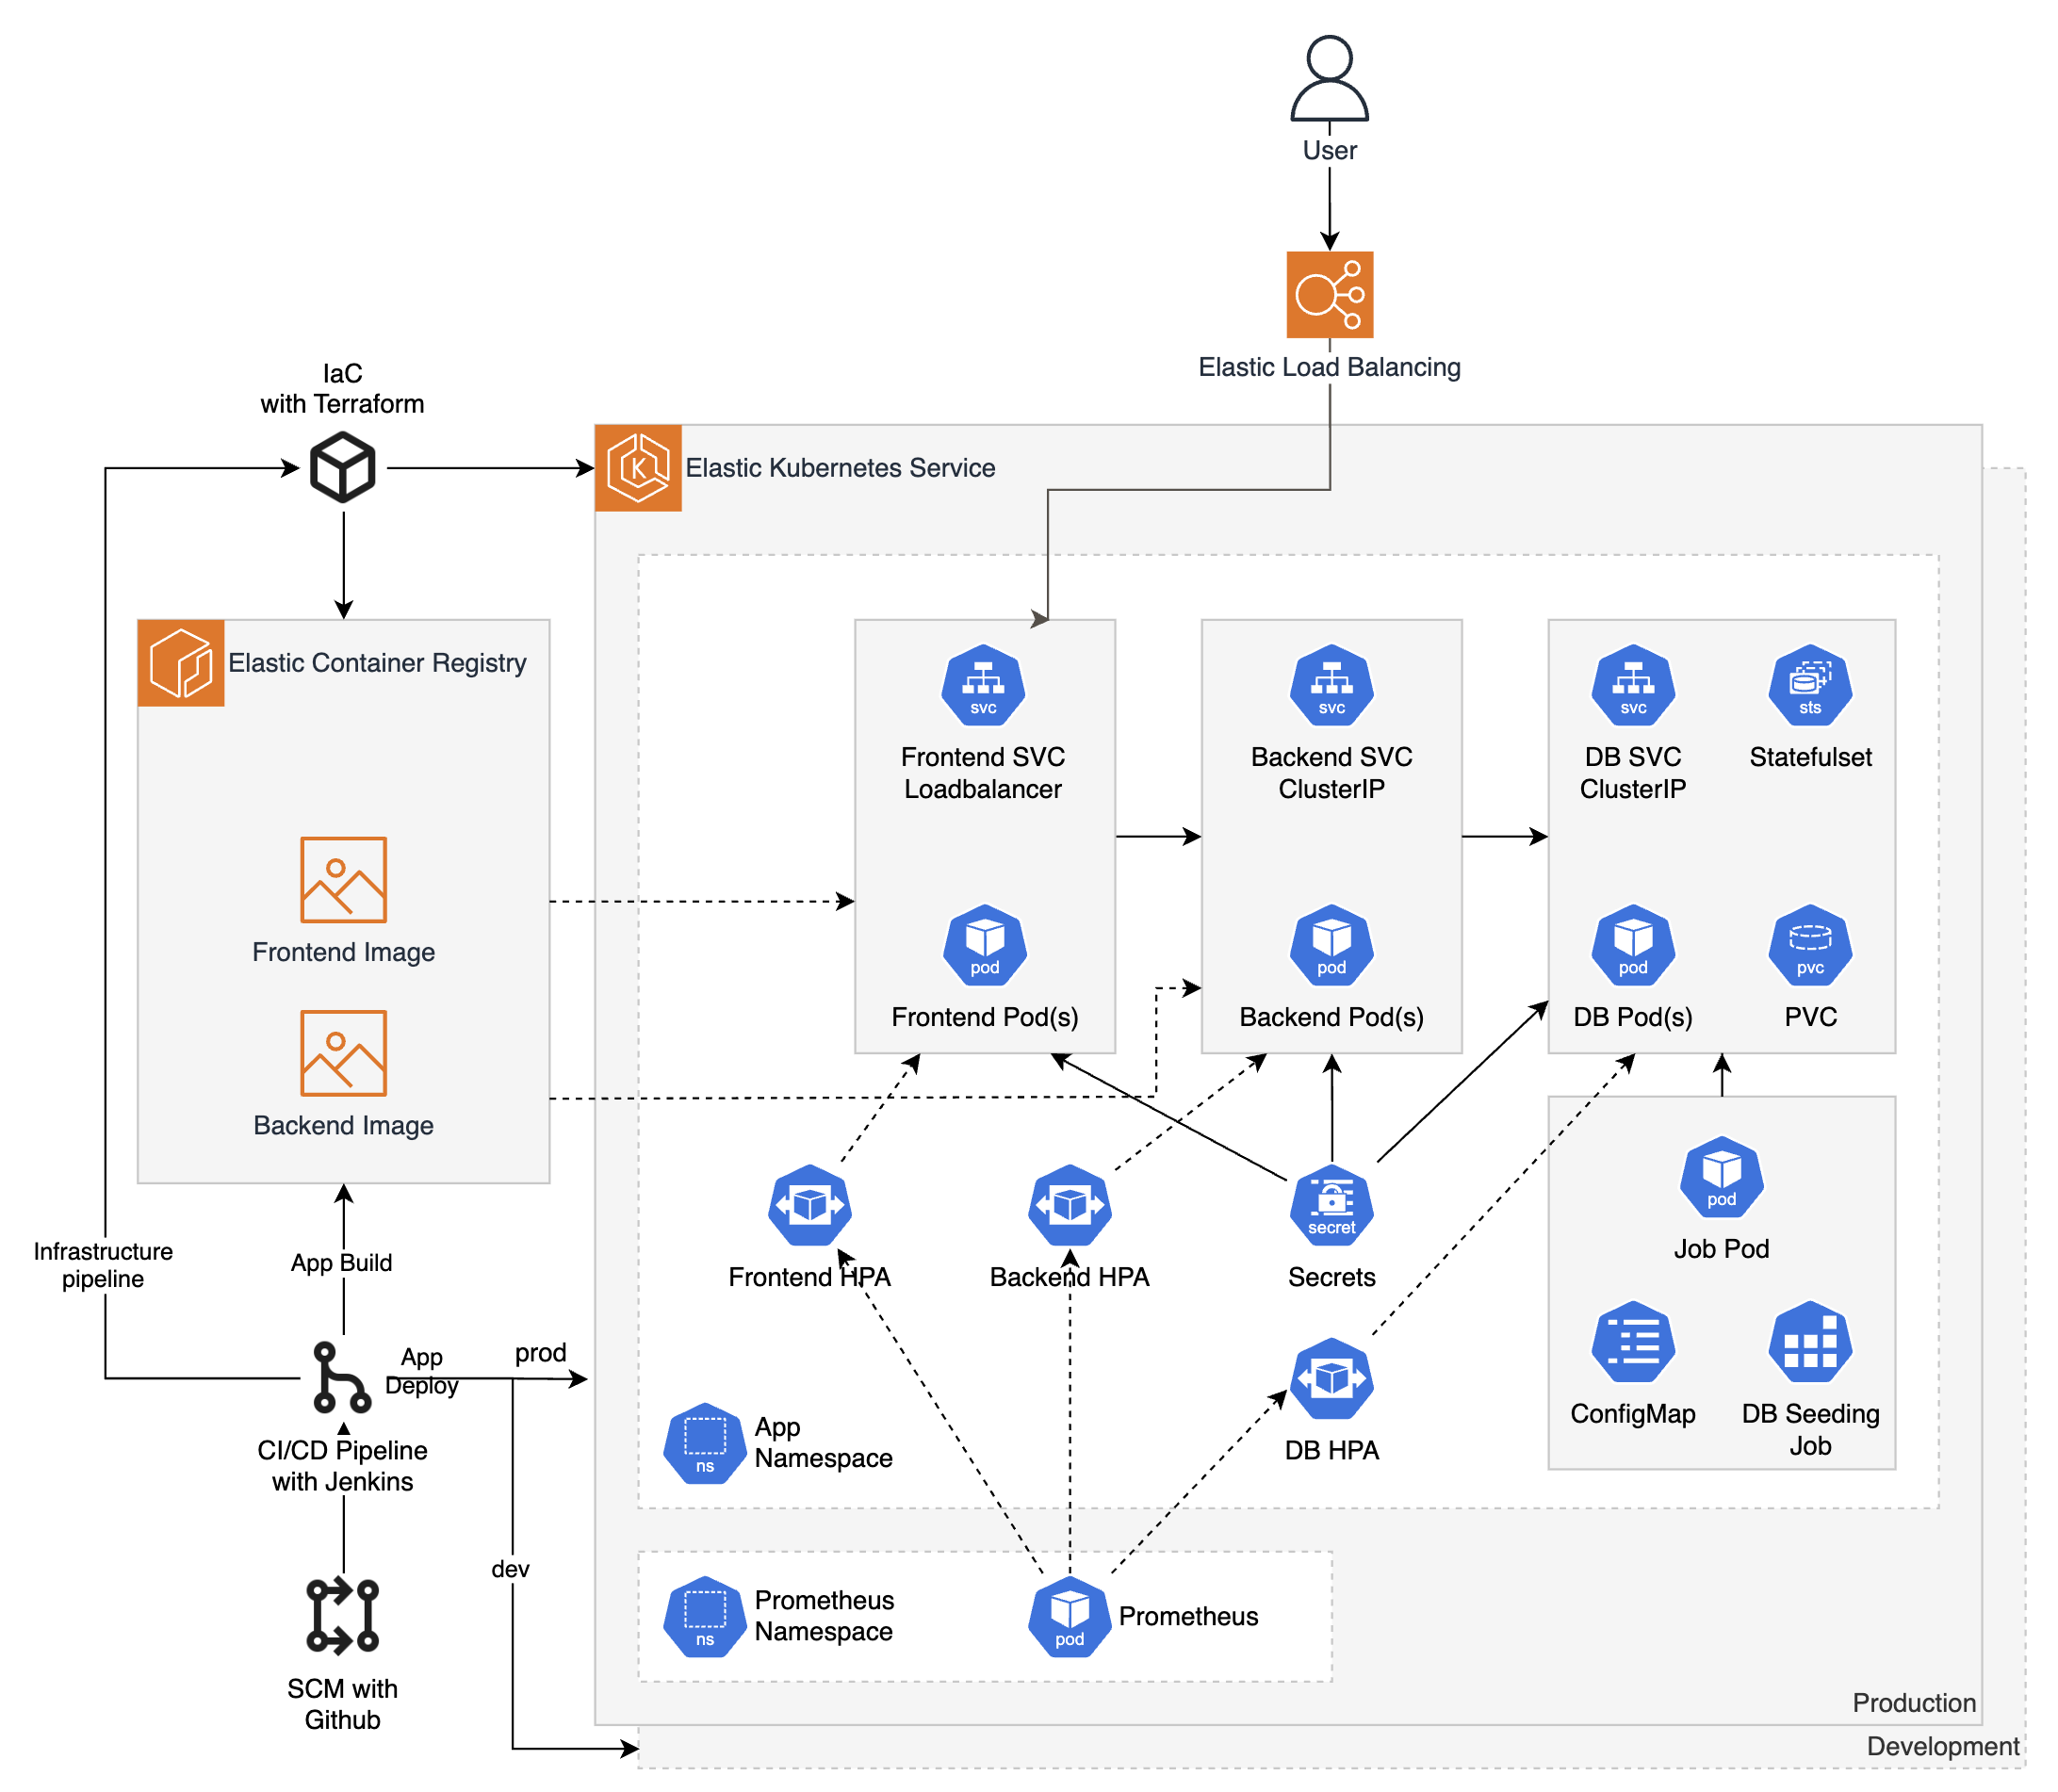 User
Elastic Load Balancing
IaC
with Terraform
K
Elastic Kubernetes Service
Elastic Container Registry
svc
Frontend SVC
Loadbalancer
svc
Backend SVC
ClusterIP
svc
DB SVC
ClusterIP
sts
Statefulset
Frontend Image
pod
Frontend Pod(s)
pod
Backend Pod(s)
pod
DB Pod(s)
pvc
PVC
Backend Image
Infrastructure
pipeline
App Build
Frontend HPA
Backend HPA
secret
Secrets
pod
Job Pod
App
Deploy
prod
CI/CD Pipeline
with Jenkins
ns
App
Namespace
DB HPA
ConfigMap
DB Seeding
Job
dev
ns
Prometheus
Namespace
pod
Prometheus
SCM with
Github
Production
Development